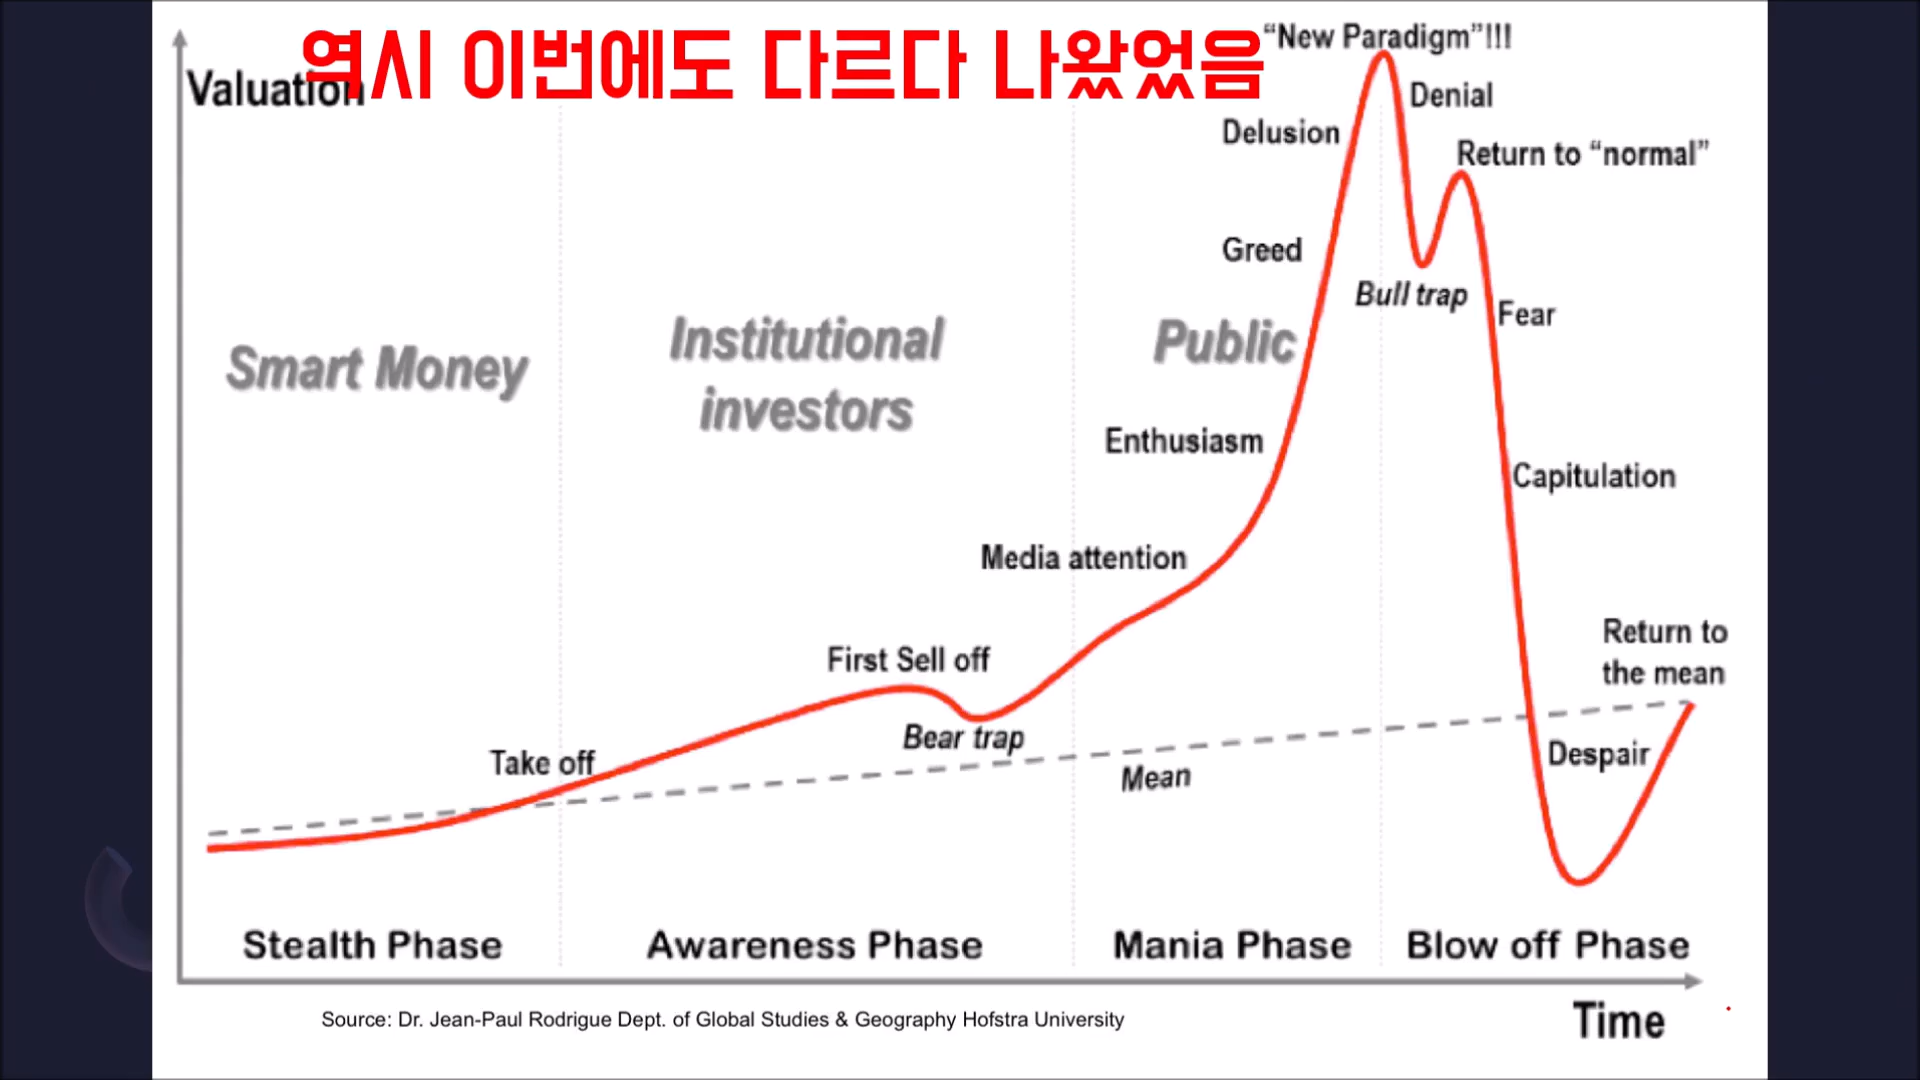 역시 이번에도 다르다 나왔었음
Valuation
“New Paradigm”!!!
Denial
Delusion
Return to “normal”
Greed
Bull trap
Fear
Smart Money
Institutional
investors
Public
Enthusiasm
Capitulation
Media attention
First Sell off
Return to
the mean
Bear trap
Take off
Mean
Despair
Stealth Phase
Awareness Phase
Mania Phase
Blow off Phase
Source: Dr. Jean-Paul Rodrigue Dept. of Global Studies & Geography Hofstra University
Time